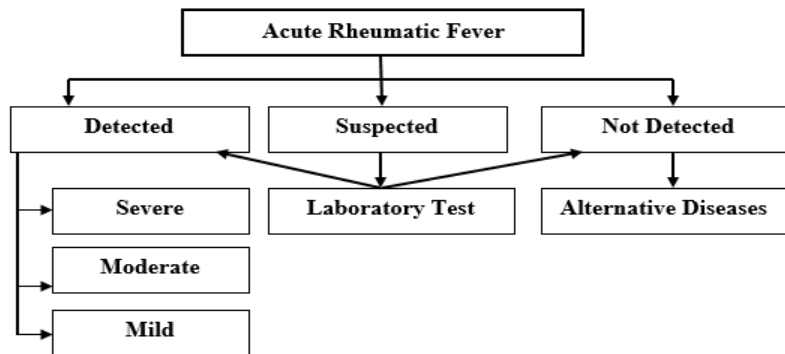 Acute Rheumatic Fever
Detected
Suspected
Not Detected
Severe
Laboratory Test
Alternative Diseases
Moderate
Mild